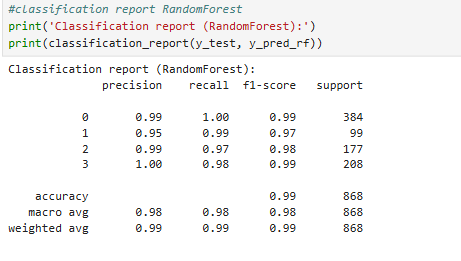 #classification report RandomForest
print('Classification report (RandomForest):')
print(classification_report(y_test, y_pred_rf))
Classification report (RandomForest):
precision recall f1-score support
0 0.99 1.00 0.99 384
1 0.95 0.99 0.97 99
2 0.99 0.97 0.98 177
3 1.00 0.98 0.99 208
accuracy 0.99 868
macro avg 0.98 0.98 0.98 868
weighted avg 0.99 0.99 0.99 868